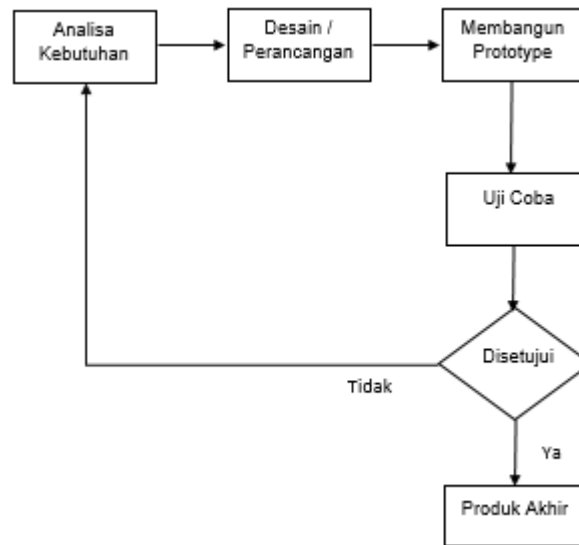 Analisa
Kebutuhan
Desain /
Perancangan
Membangun
Prototype
Uji Coba
Disetujui
Tidak
Ya
Produk Akhir